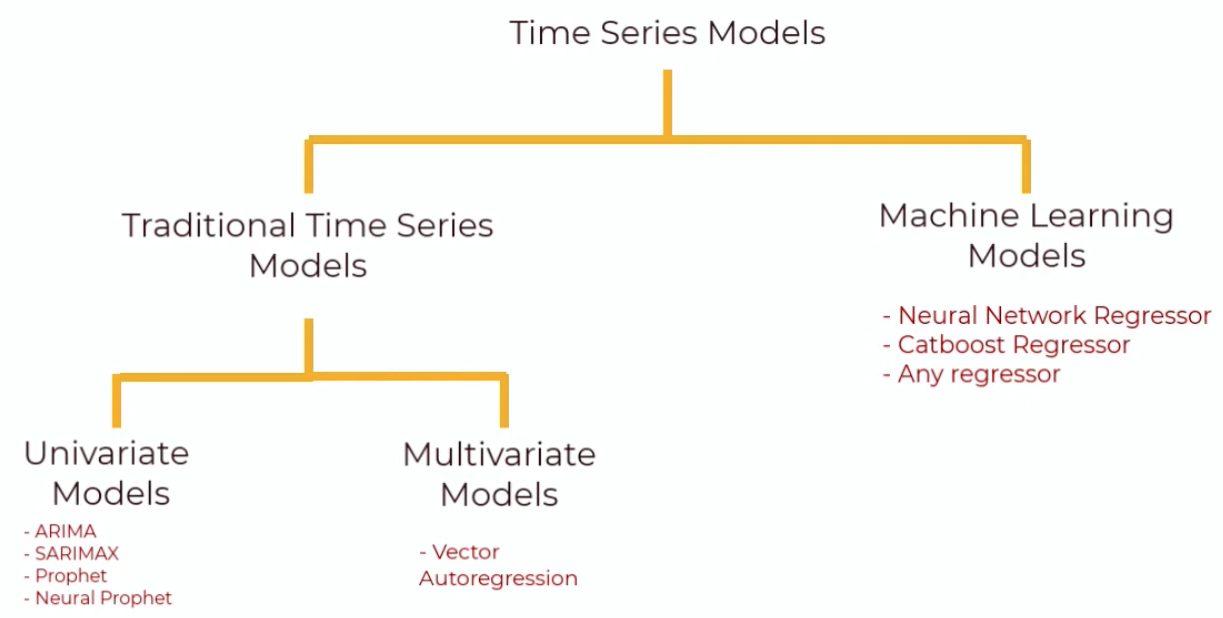 Time Series Models
Traditional Time Series
Models
Machine Learning
Models
- Neural Network Regressor
- Catboost Regressor
- Any regressor
Univariate
Models
- ARIMA
- SARIMAX
- Prophet
- Neural Prophet
Multivariate
Models
- Vector
Autoregression